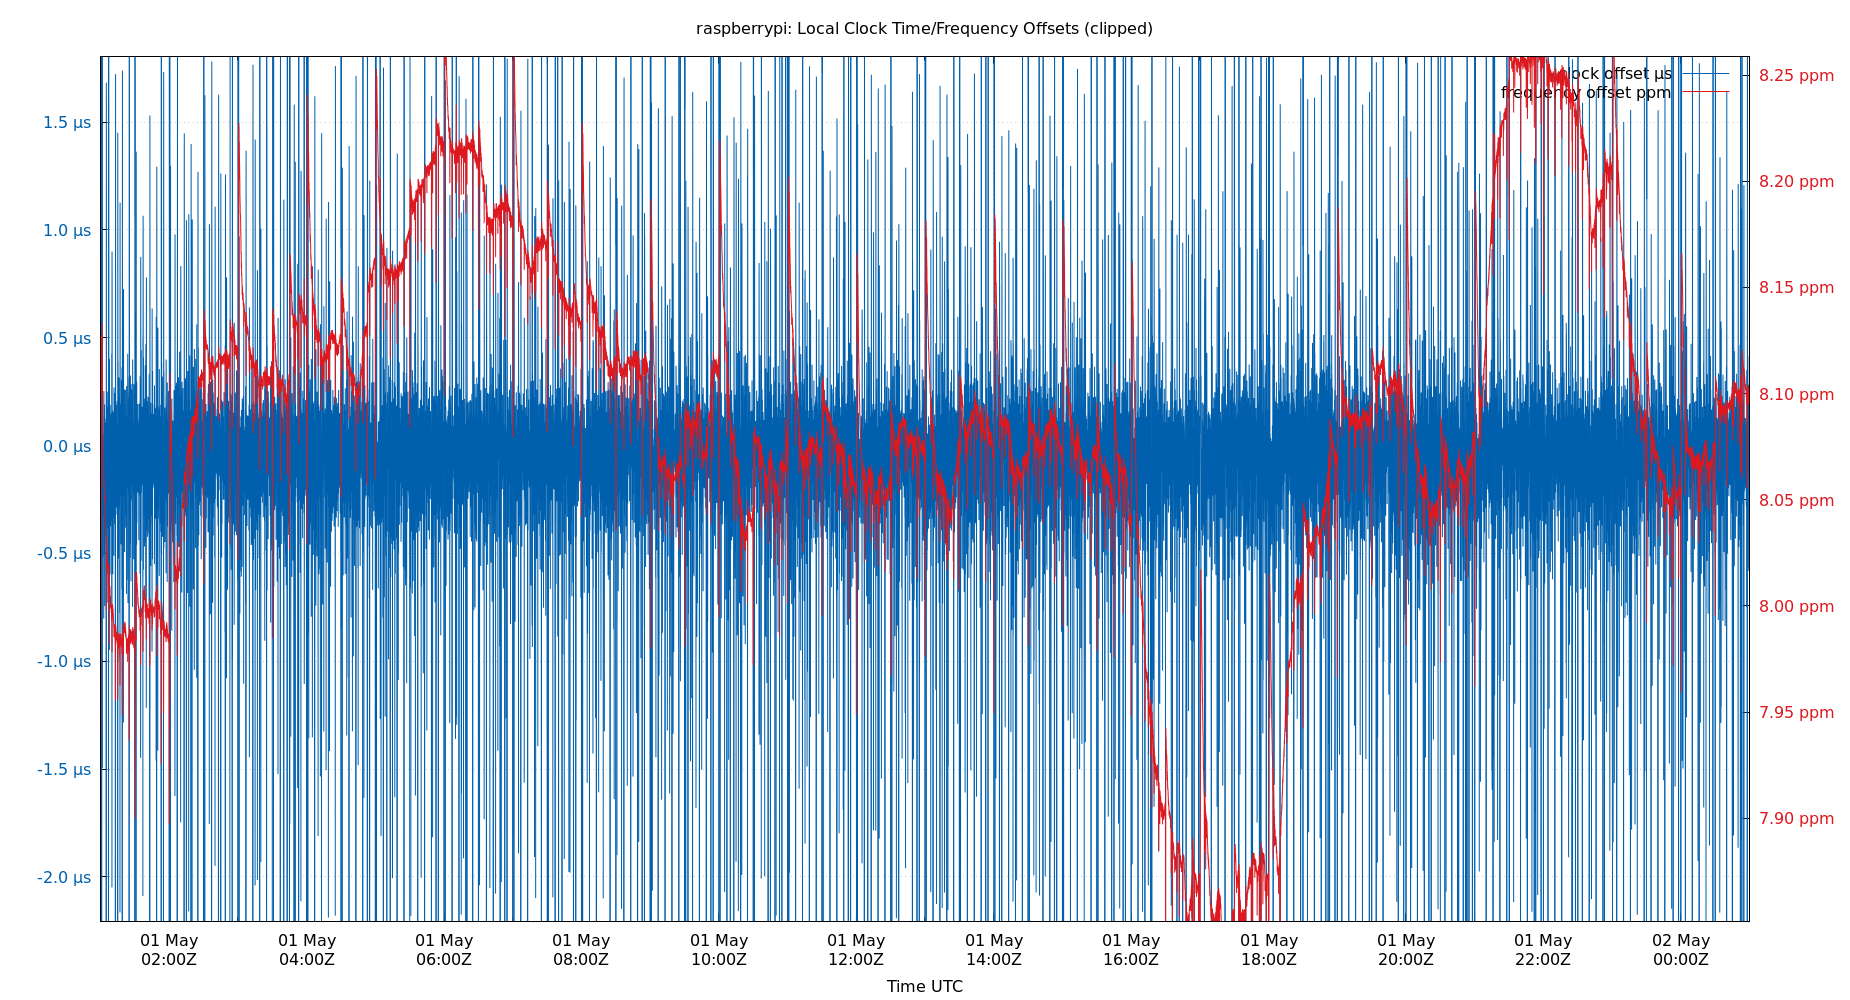 raspberrypi: Local Clock Time/Frequency Offsets (clipped)
lock offset µs
frequency offset ppm
1.5 µs
1.0 µs
0.5 µs
0.0 µs
-0.5 µs
-1.0 µs
-1.5 µs
-2.0 µs
8.25 ppm
8.20 ppm
8.15 ppm
8.10 ppm
8.05 ppm
8.00 ppm
7.95 ppm
7.90 ppm
01 May 01 May 01 May 01 May 01 May 01 May 01 May 01 May 01 May 01 May 01 May 02 May
02:00Z 04:00Z 06:00Z 08:00Z 10:00Z 12:00Z 14:00Z 16:00Z 18:00Z 20:00Z 22:00Z 00:00Z
Time UTC